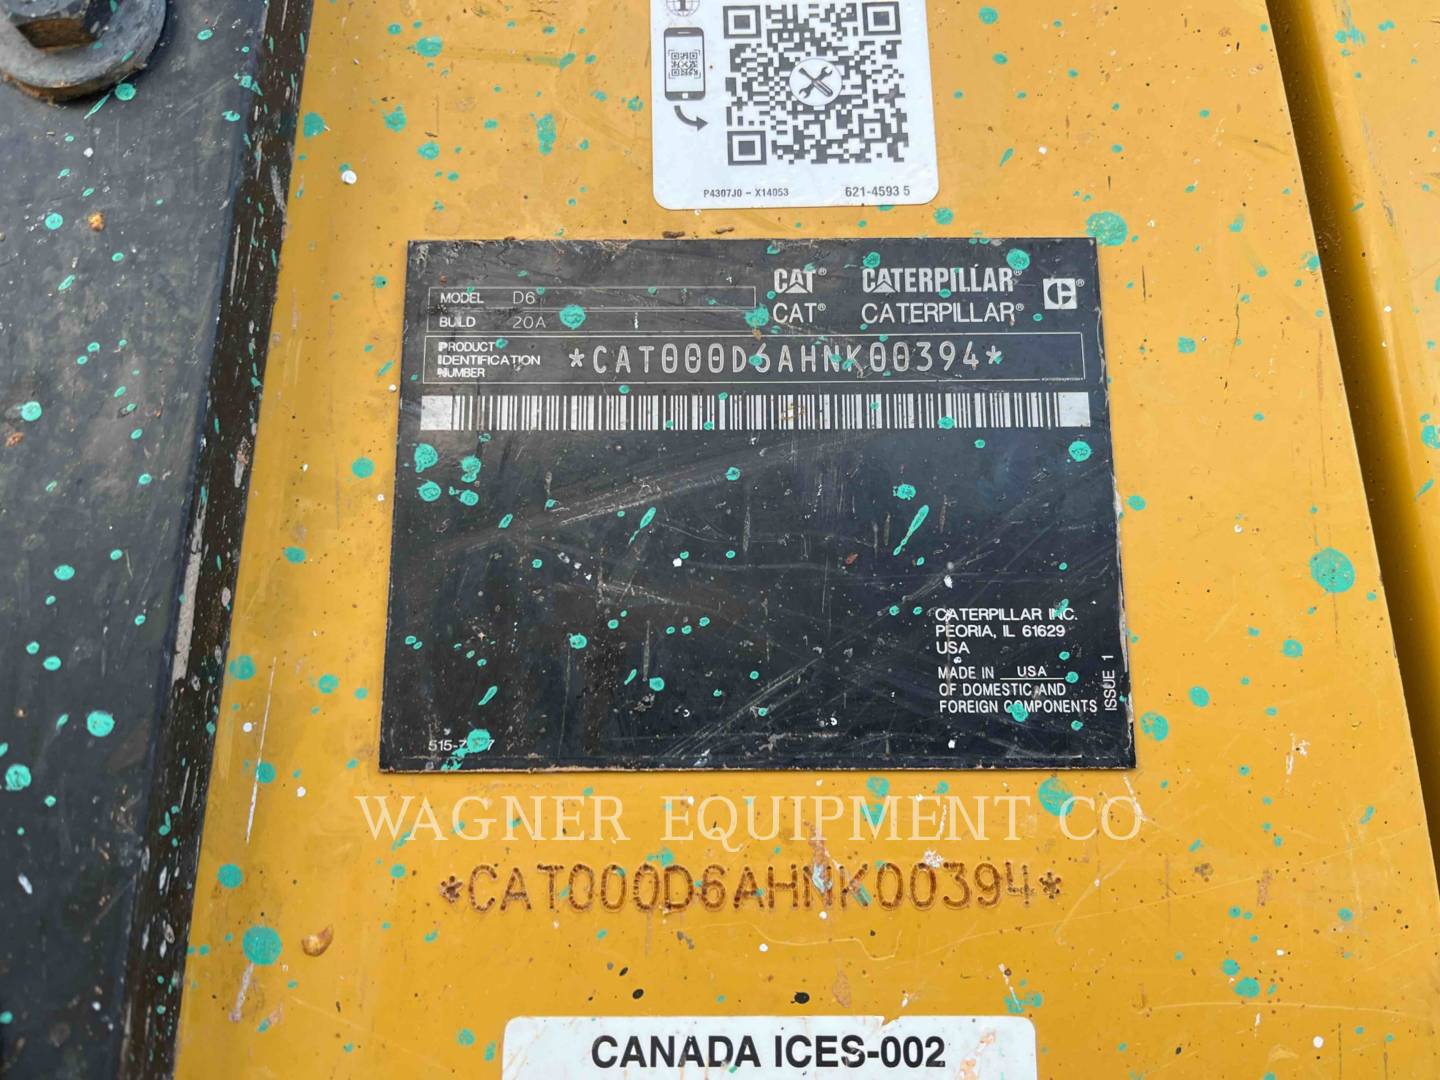 P4307J0 - X14053 621-4593 5
CAT® CATERPILLAR®
MODEL D6
CAT® CATERPILLAR®
BUILD 20A
PRODUCT
IDENTIFICATION
NUMBER
*CAT000D6AHNK00394*
CATERPILLAR INC.
PEORIA, IL 61629
USA
MADE IN USA
OF DOMESTIC AND
FOREIGN COMPONENTS
ISSUE 1
WAGNER EQUIPMENT CO
*CAT000D6AHNK00394*
CANADA ICES-002